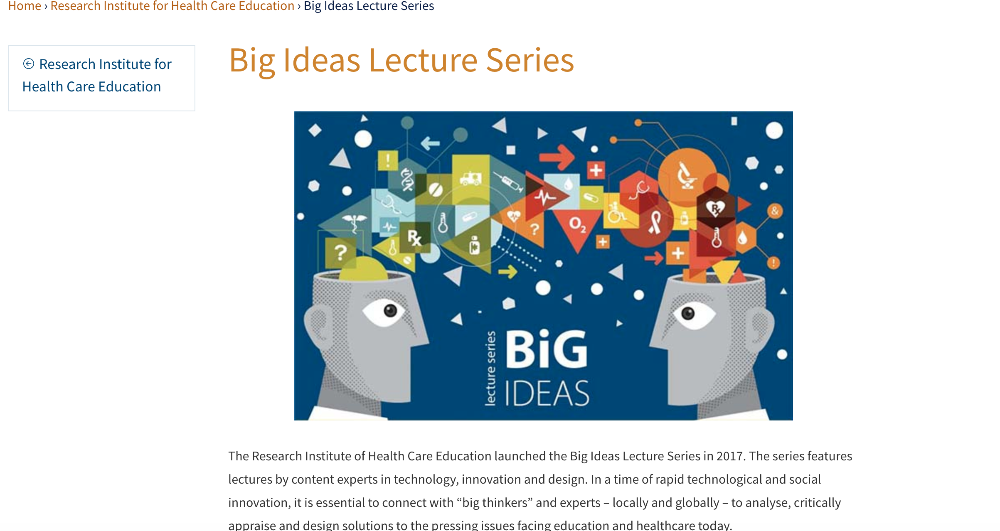 Home › Research Institute for Health Care Education › Big Ideas Lecture Series
Research Institute for
Health Care Education
Big Ideas Lecture Series
!
&
?
O₂
Rx
Rx
?
!
lecture series
BiG
IDEAS
The Research Institute of Health Care Education launched the Big Ideas Lecture Series in 2017. The series features
lectures by content experts in technology, innovation and design. In a time of rapid technological and social
innovation, it is essential to connect with “big thinkers” and experts – locally and globally – to analyse, critically
appraise and design solutions to the pressing issues facing education and healthcare today.